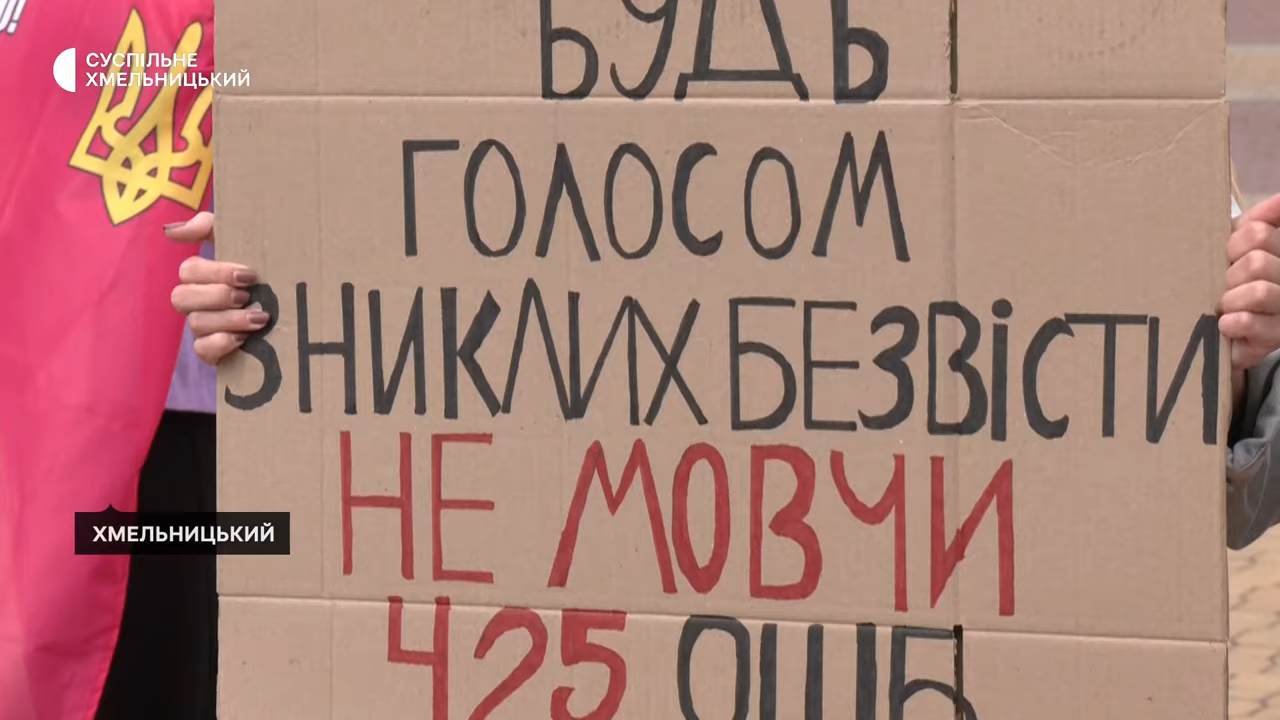 СУСПІЛЬНЕ
ХМЕЛЬНИЦЬКИЙ
БУДЬ
ГОЛОСОМ
ЗНИКЛИХ БЕЗВІСТИ
НЕ МОВЧИ
425 ОШБ
ХМЕЛЬНИЦЬКИЙ